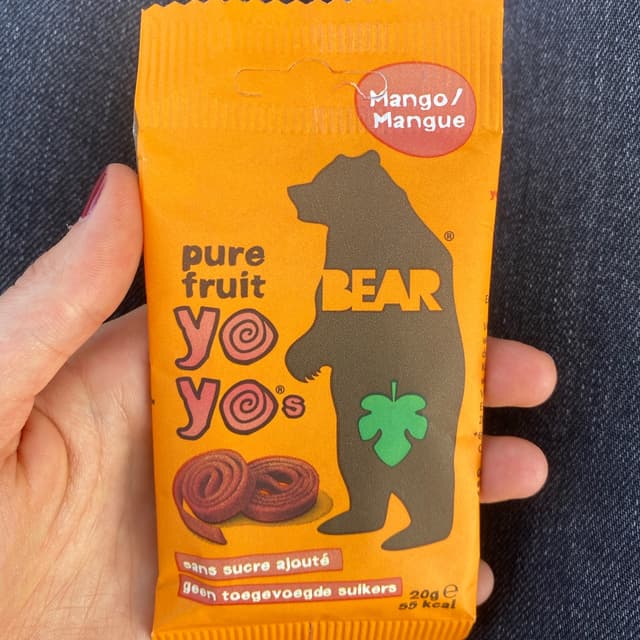 Mango/
Mangue
pure
fruit
yo
yo®s
BEAR®
sans sucre ajouté
geen toegevoegde suikers
20g e
55 kcal